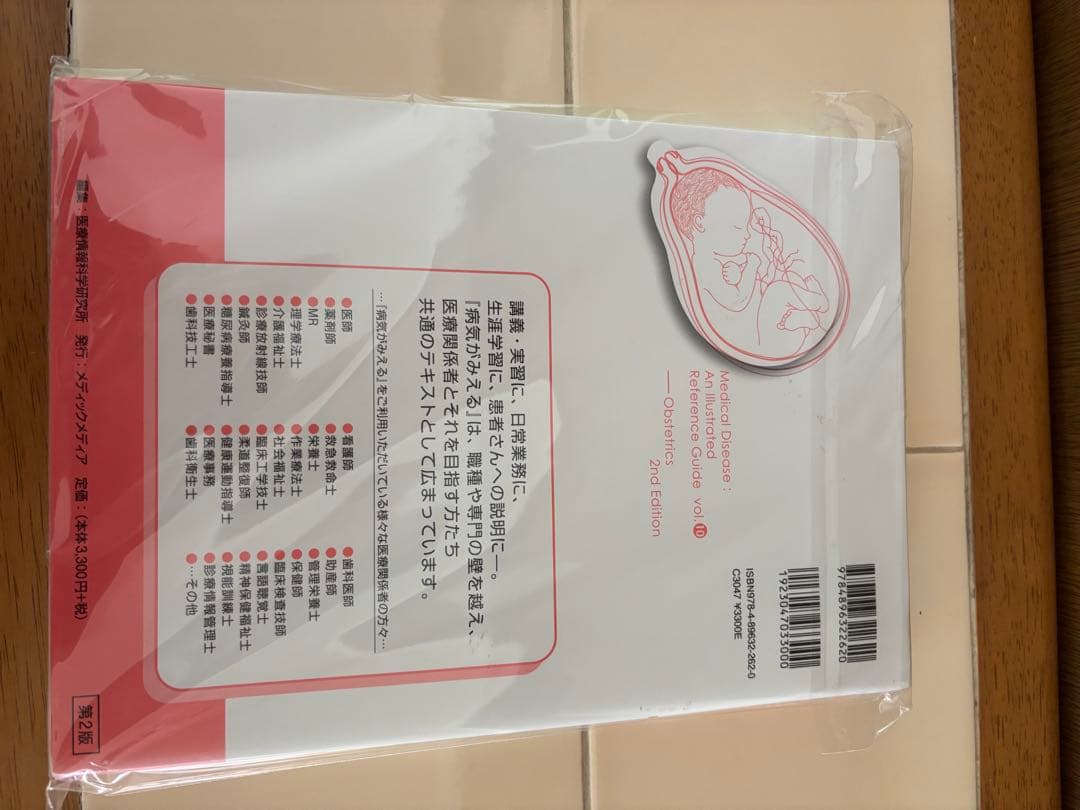 9784896322620
1923047033000
ISBN978-4-89632-262-0
C3047 ¥3300E
Medical Disease :
An Illustrated
Reference Guide vol.10
2nd Edition
—Obstetrics
講義・実習に、日常業務に、
生涯学習に、患者さんへの説明に―。
『病気がみえる』は、職種や専門の壁を越え、
医療関係者とそれを目指す方たち
共通のテキストとして広まっています。
…『病気がみえる』をご利用いただいている様々な医療関係者の方々…
●医師 ●看護師 ●歯科医師
●薬剤師 ●救急救命士 ●助産師
●MR ●栄養士 ●管理栄養士
●理学療法士 ●作業療法士 ●保健師
●介護福祉士 ●社会福祉士 ●臨床検査技師
●診療放射線技師 ●臨床工学技士 ●言語聴覚士
●鍼灸師 ●柔道整復師 ●精神保健福祉士
●糖尿病療養指導士 ●健康運動指導士 ●視能訓練士
●医療秘書 ●医療事務 ●診療情報管理士
●歯科技工士 ●歯科衛生士 ●…その他
編集：医療情報科学研究所 発行：メディックメディア 定価：(本体3,300円+税)
第2版